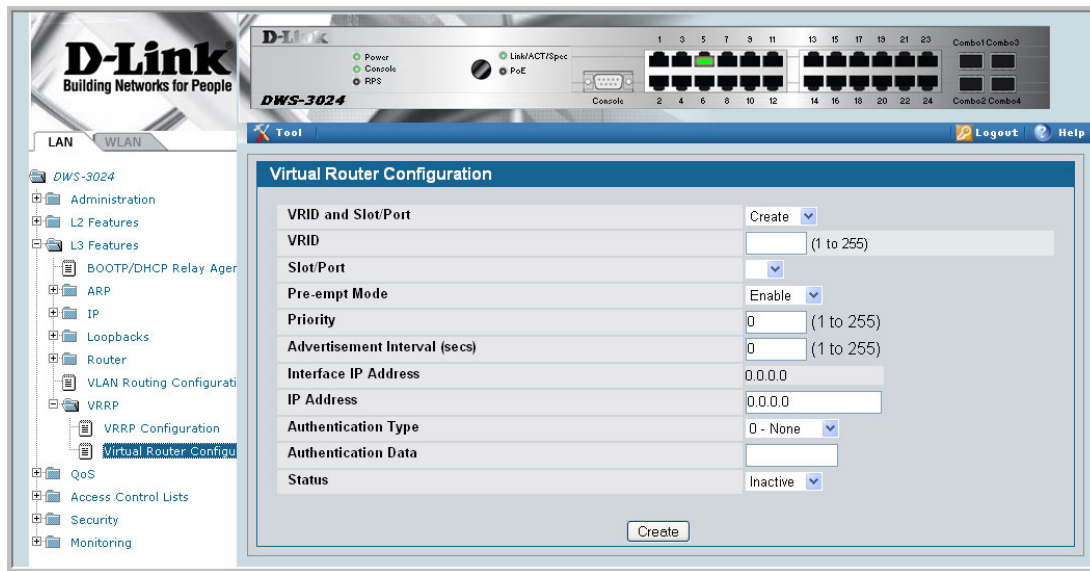 D-Link
Building Networks for People
D-Link
Power
Console
RPS
Link/ACT/Spec
PoE
DWS-3024
Console
1 3 5 7 9 11 13 15 17 19 21 23
2 4 6 8 10 12 14 16 18 20 22 24
Combo1 Combo3
Combo2 Combo4
LAN WLAN
Tool
Logout
Help
DWS-3024
Administration
L2 Features
L3 Features
BOOTP/DHCP Relay Ager
ARP
IP
Loopbacks
Router
VLAN Routing Configurati
VRRP
VRRP Configuration
Virtual Router Configu
QoS
Access Control Lists
Security
Monitoring
Virtual Router Configuration
VRID and Slot/Port Create
VRID (1 to 255)
Slot/Port
Pre-empt Mode Enable
Priority 0 (1 to 255)
Advertisement Interval (secs) 0 (1 to 255)
Interface IP Address 0.0.0.0
IP Address 0.0.0.0
Authentication Type 0 - None
Authentication Data
Status Inactive
Create